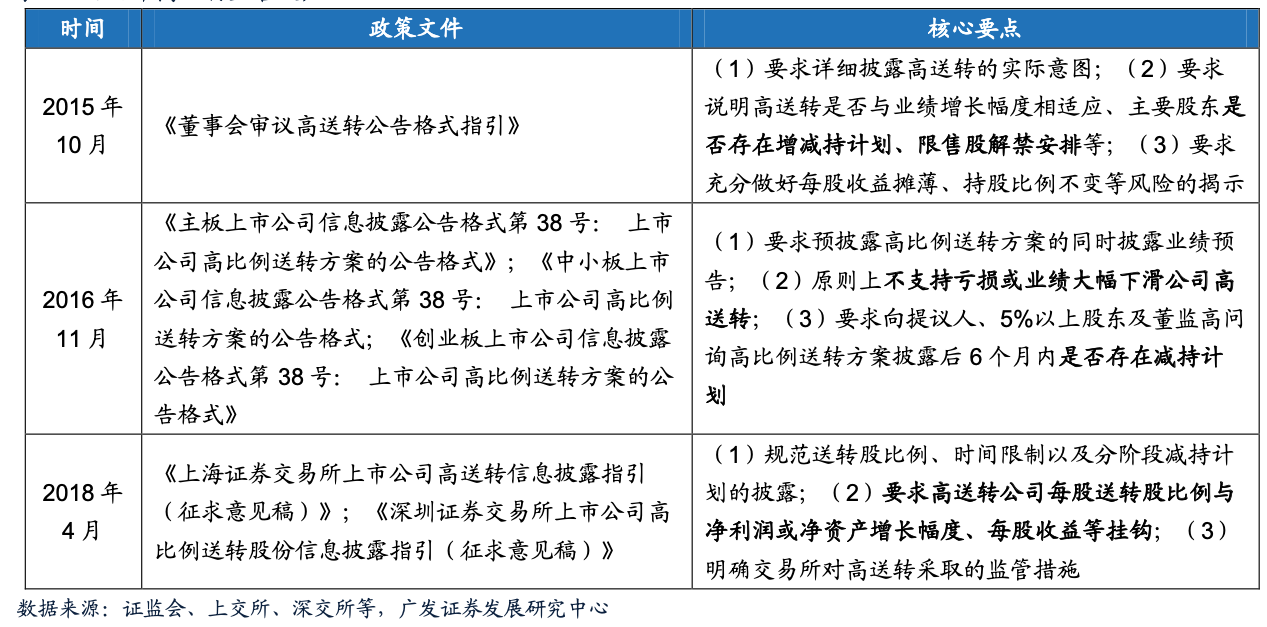 时间
政策文件
核心要点
2015 年
10 月
《董事会审议高送转公告格式指引》
（1）要求详细披露高送转的实际意图；（2）要求
说明高送转是否与业绩增长幅度相适应、主要股东是
否存在增减持计划、限售股解禁安排等；（3）要求
充分做好每股收益摊薄、持股比例不变等风险的揭示
2016 年
11 月
《主板上市公司信息披露公告格式第 38 号： 上市
公司高比例送转方案的公告格式》；《中小板上市
公司信息披露公告格式第 38 号： 上市公司高比例
送转方案的公告格式；《创业板上市公司信息披露
公告格式第 38 号： 上市公司高比例送转方案的公
告格式》
（1）要求预披露高比例送转方案的同时披露业绩预
告；（2）原则上不支持亏损或业绩大幅下滑公司高
送转；（3）要求向提议人、5%以上股东及董监高问
询高比例送转方案披露后 6 个月内是否存在减持计
划
2018 年
4 月
《上海证券交易所上市公司高送转信息披露指引
（征求意见稿）》；《深圳证券交易所上市公司高
比例送转股份信息披露指引（征求意见稿）》
（1）规范送转股比例、时间限制以及分阶段减持计
划的披露；（2）要求高送转公司每股送转股比例与
净利润或净资产增长幅度、每股收益等挂钩；（3）
明确交易所对高送转采取的监管措施
数据来源：证监会、上交所、深交所等，广发证券发展研究中心